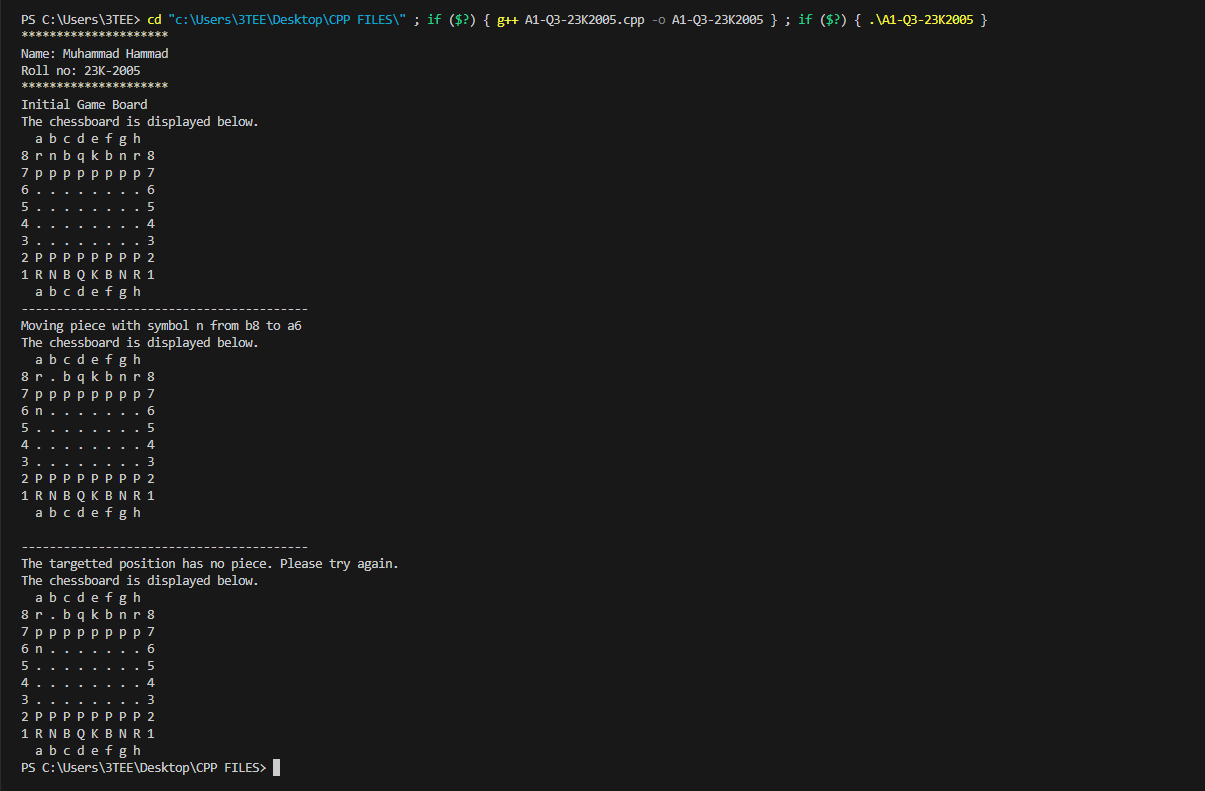 PS C:\Users\3TEE> cd "c:\Users\3TEE\Desktop\CPP FILES\" ; if ($?) { g++ A1-Q3-23K2005.cpp -o A1-Q3-23K2005 } ; if ($?) { .\A1-Q3-23K2005 }
*********************
Name: Muhammad Hammad
Roll no: 23K-2005
*********************
Initial Game Board
The chessboard is displayed below.
  a b c d e f g h
8 r n b q k b n r 8
7 p p p p p p p p 7
6 . . . . . . . . 6
5 . . . . . . . . 5
4 . . . . . . . . 4
3 . . . . . . . . 3
2 P P P P P P P P 2
1 R N B Q K B N R 1
  a b c d e f g h
-----------------------------------------
Moving piece with symbol n from b8 to a6
The chessboard is displayed below.
  a b c d e f g h
8 r . b q k b n r 8
7 p p p p p p p p 7
6 n . . . . . . . 6
5 . . . . . . . . 5
4 . . . . . . . . 4
3 . . . . . . . . 3
2 P P P P P P P P 2
1 R N B Q K B N R 1
  a b c d e f g h
-----------------------------------------
The targetted position has no piece. Please try again.
The chessboard is displayed below.
  a b c d e f g h
8 r . b q k b n r 8
7 p p p p p p p p 7
6 n . . . . . . . 6
5 . . . . . . . . 5
4 . . . . . . . . 4
3 . . . . . . . . 3
2 P P P P P P P P 2
1 R N B Q K B N R 1
  a b c d e f g h
PS C:\Users\3TEE\Desktop\CPP FILES>